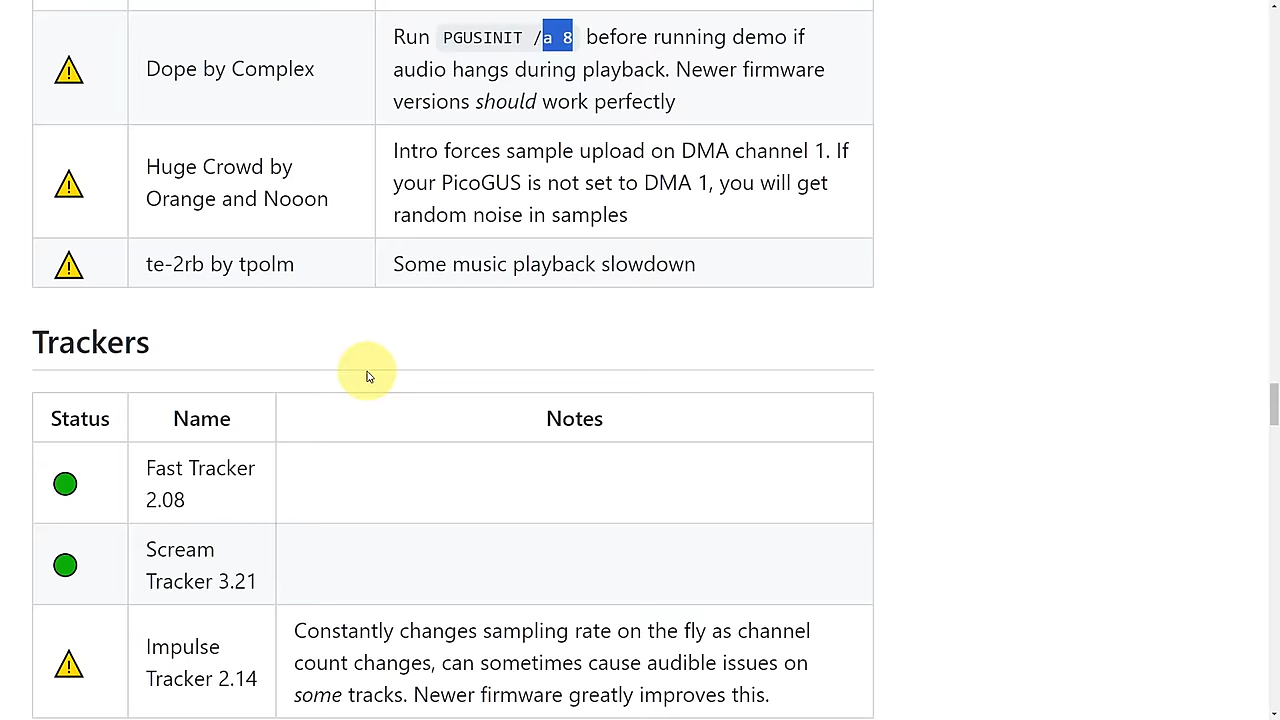 Run PGUSINIT /a 8 before running demo if
Dope by Complex
audio hangs during playback. Newer firmware
versions should work perfectly
Huge Crowd by
Orange and Nooon
Intro forces sample upload on DMA channel 1. If
your PicoGUS is not set to DMA 1, you will get
random noise in samples
te-2rb by tpolm
Some music playback slowdown
Trackers
Status
Name
Notes
Fast Tracker
2.08
Scream
Tracker 3.21
Impulse
Tracker 2.14
Constantly changes sampling rate on the fly as channel
count changes, can sometimes cause audible issues on
some tracks. Newer firmware greatly improves this.